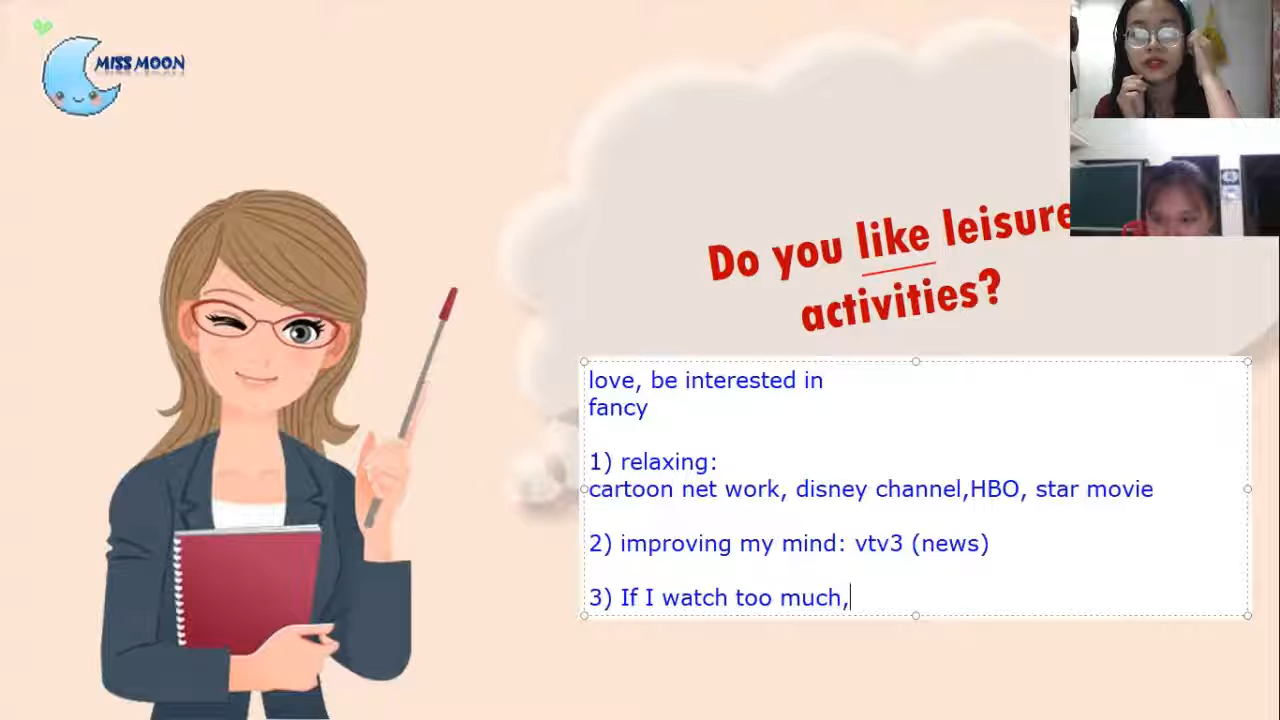 MISS MOON
Do you like leisure
activities?
love, be interested in
fancy
1) relaxing:
cartoon net work, disney channel,HBO, star movie
2) improving my mind: vtv3 (news)
3) If I watch too much,